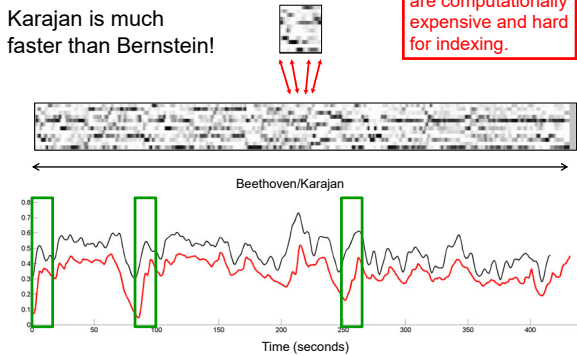 Karajan is much
faster than Bernstein!
are computationally
expensive and hard
for indexing.
Beethoven/Karajan
0.8
0.7
0.6
0.5
0.4
0.3
0.2
0.1
0
0 50 100 150 200 250 300 350 400
Time (seconds)